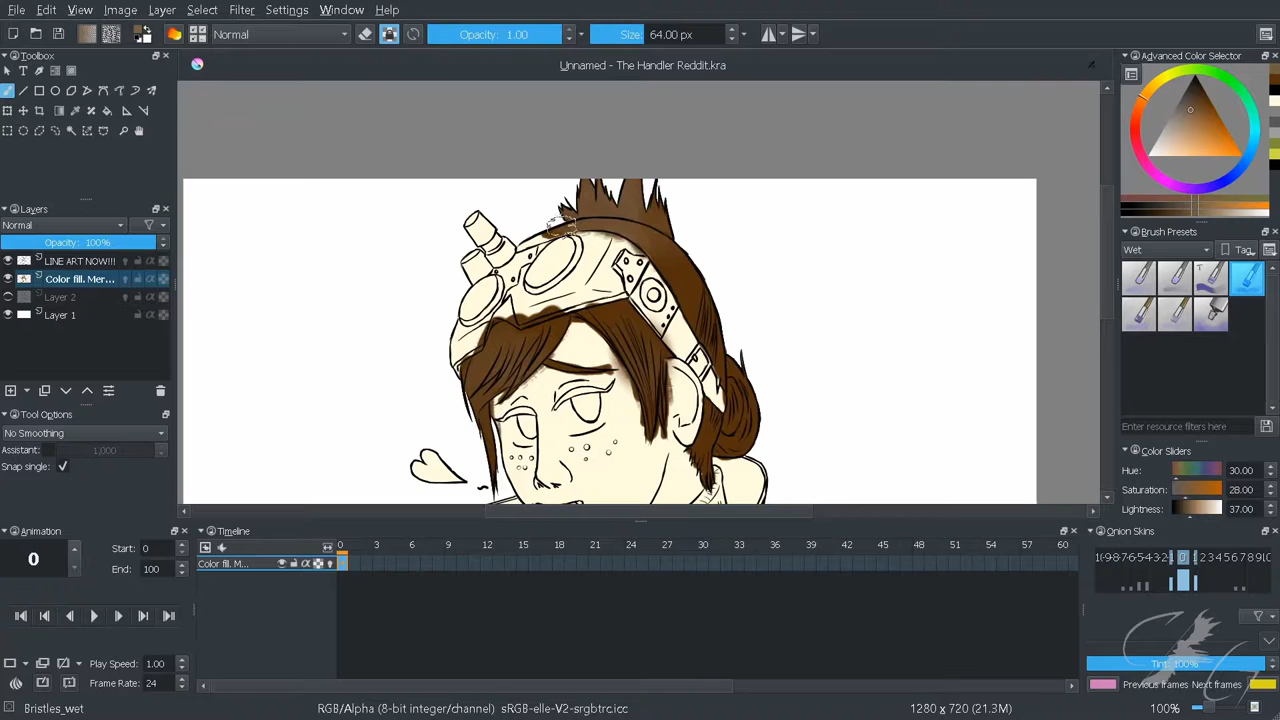 File Edit View Image Layer Select Filter Settings Window Help
Normal Opacity: 1.00 Size: 64.00 px
Toolbox
Unnamed - The Handler Reddit.kra
Advanced Color Selector
Layers
Normal
Opacity: 100%
LINE ART NOW!!!
Color fill. Mer...
Layer 2
Layer 1
Tool Options
No Smoothing
Assistant: 1,000
Snap single:
Brush Presets
Wet Tag
Enter resource filters here
Color Sliders
Hue: 30.00
Saturation: 28.00
Lightness: 37.00
Animation
0 Start: 0
End: 100
Play Speed: 1.00
Frame Rate: 24
Timeline
0 3 6 9 12 15 18 21 24 27 30 33 36 39 42 45 48 51 54 57 60
Color fill. M...
Onion Skins
Tint: 100%
Previous frames Next frames
Bristles_wet RGB/Alpha (8-bit integer/channel) sRGB-elle-V2-srgbtrc.icc 1280 x 720 (21.3M) 100%